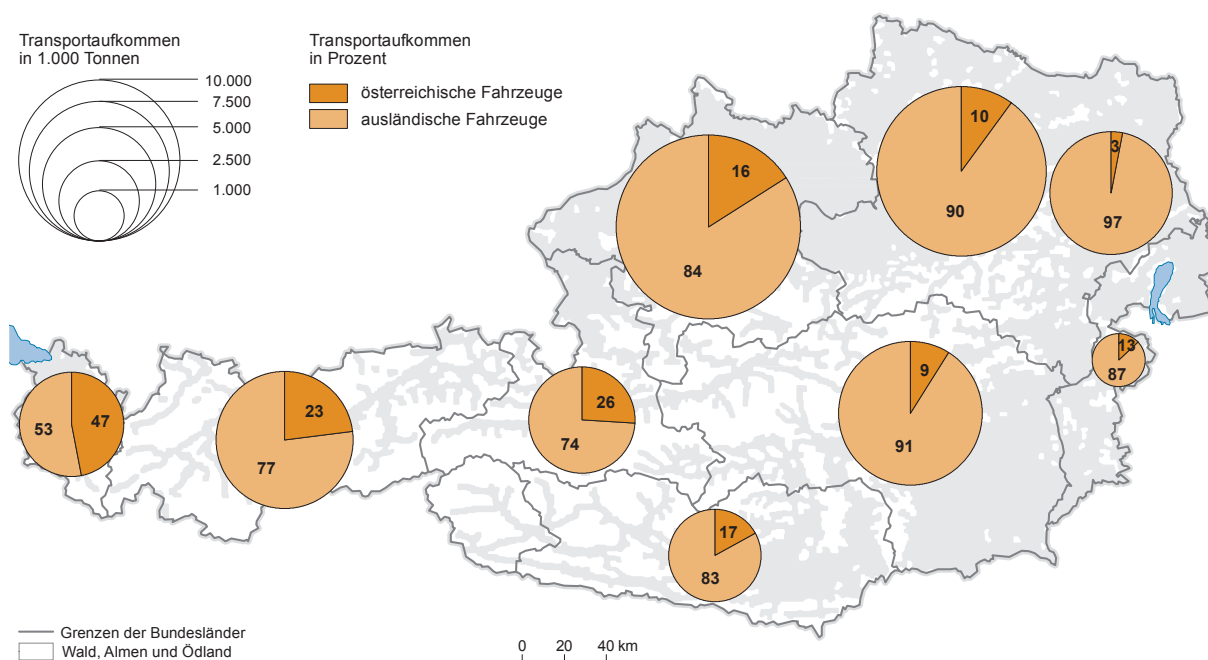 Transportaufkommen
in 1.000 Tonnen
10.000
7.500
5.000
2.500
1.000
Transportaufkommen
in Prozent
österreichische Fahrzeuge
ausländische Fahrzeuge
10
90
3
97
16
84
13
87
9
91
26
74
23
77
47
53
17
83
Grenzen der Bundesländer
Wald, Almen und Ödland
0 20 40 km